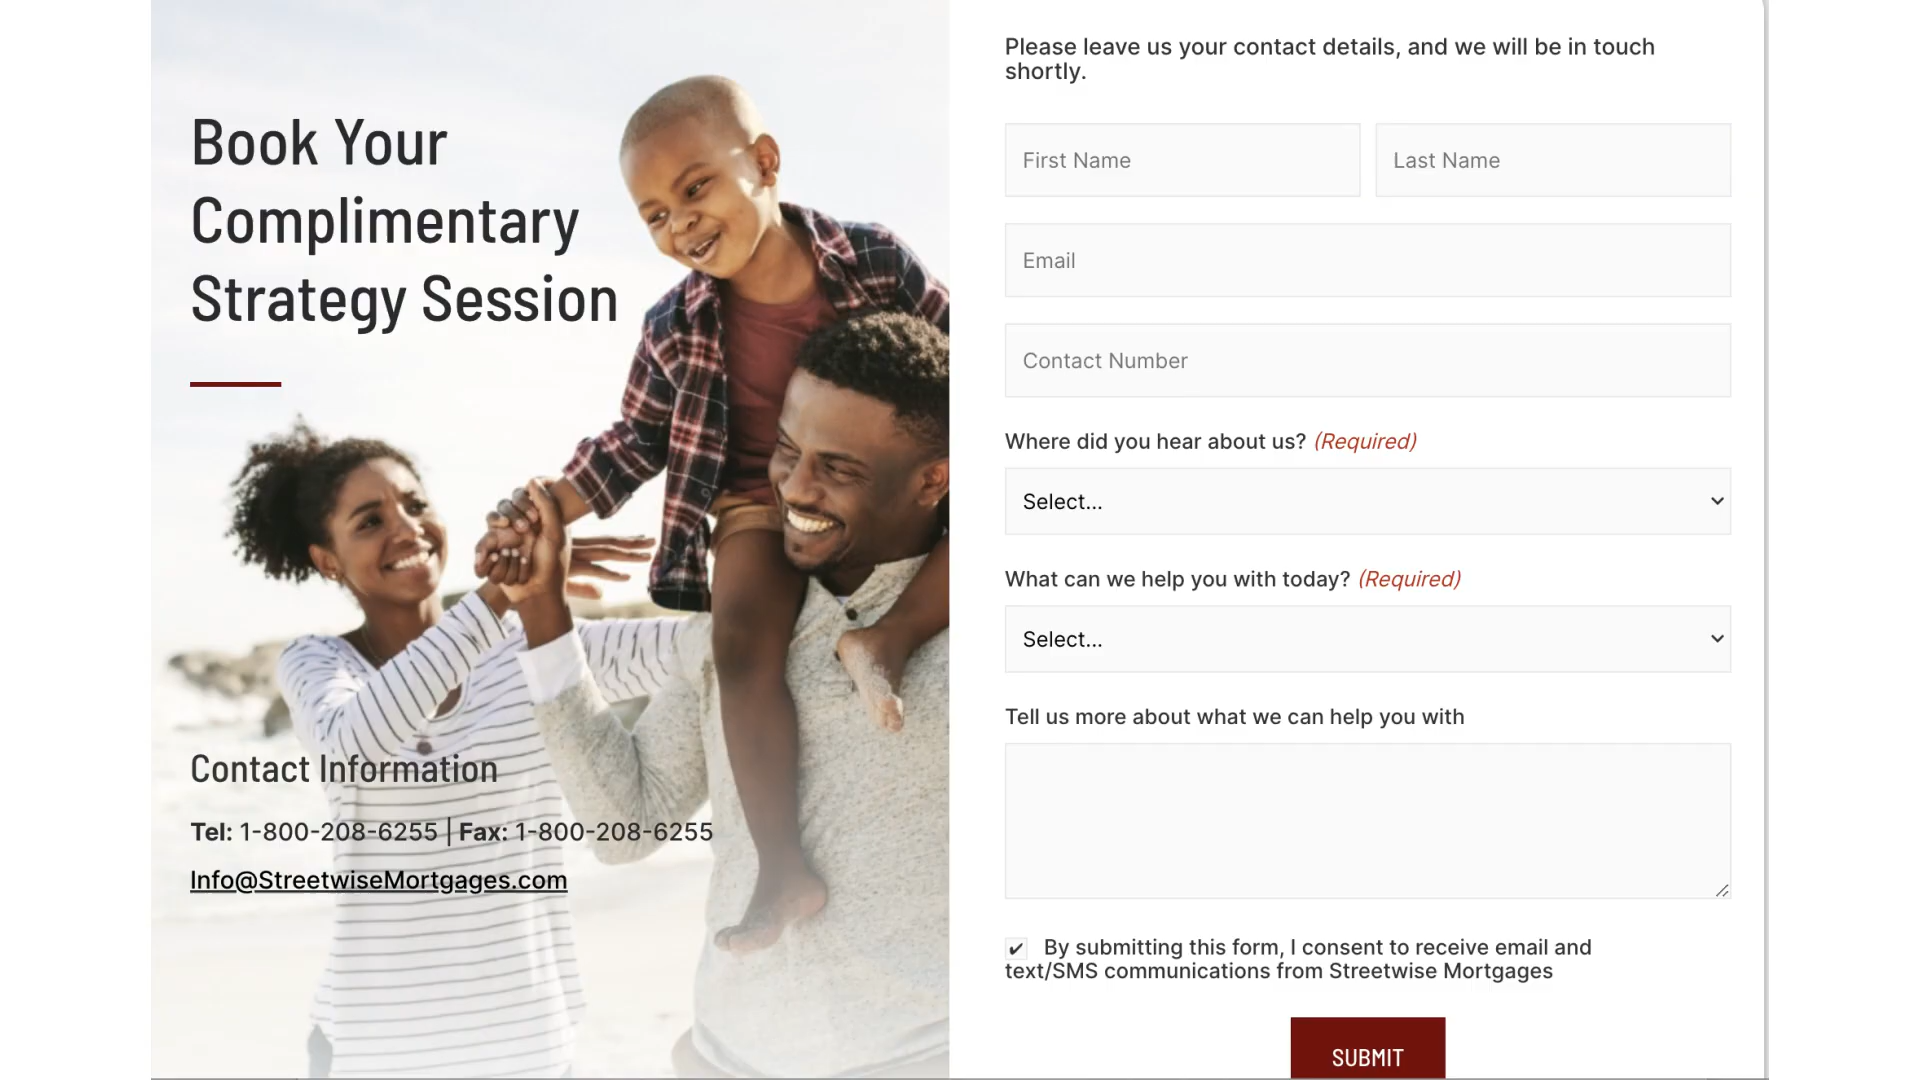 Book Your
Complimentary
Strategy Session
Contact Information
Tel: 1-800-208-6255 | Fax: 1-800-208-6255
Info@StreetwiseMortgages.com
Please leave us your contact details, and we will be in touch
shortly.
First Name
Last Name
Email
Contact Number
Where did you hear about us? (Required)
Select...
What can we help you with today? (Required)
Select...
Tell us more about what we can help you with
By submitting this form, I consent to receive email and
text/SMS communications from Streetwise Mortgages
SUBMIT